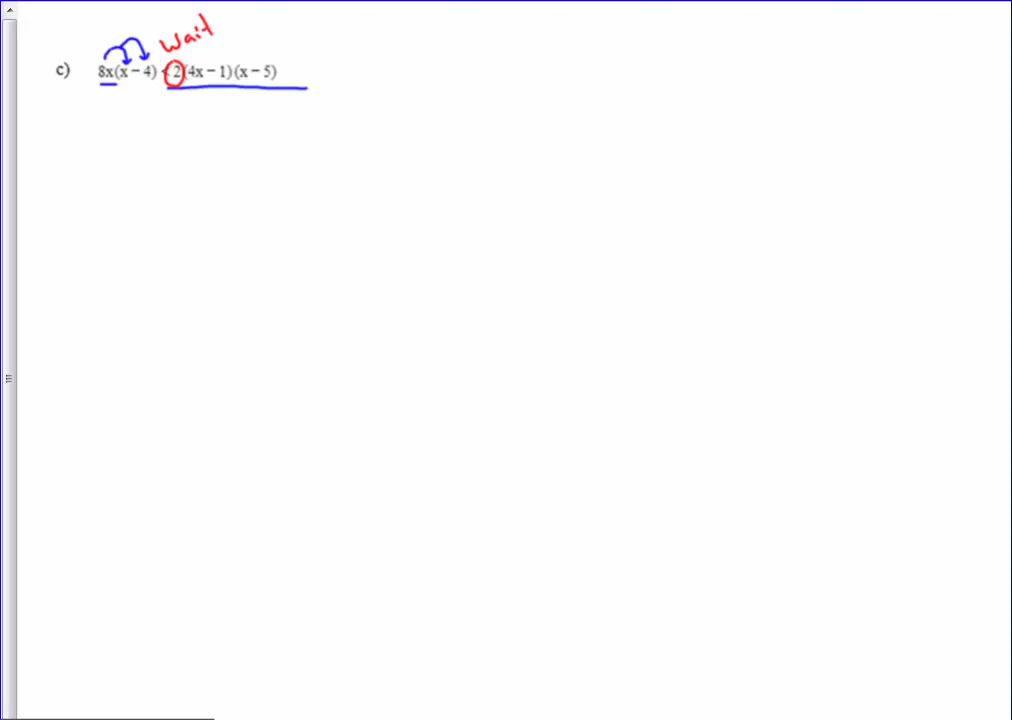 Wait
c) 8x(x − 4) - 2(4x − 1)(x − 5)